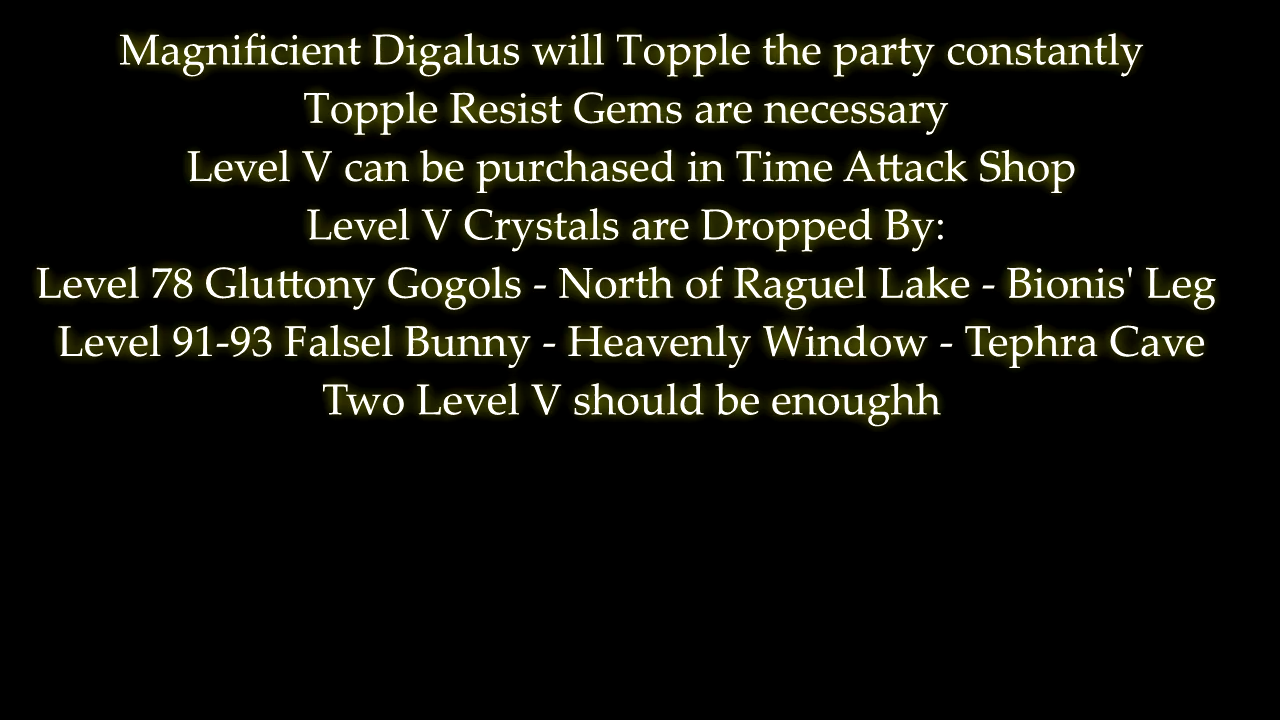 Magnificient Digalus will Topple the party constantly
Topple Resist Gems are necessary
Level V can be purchased in Time Attack Shop
Level V Crystals are Dropped By:
Level 78 Gluttony Gogols - North of Raguel Lake - Bionis' Leg
Level 91-93 Falsel Bunny - Heavenly Window - Tephra Cave
Two Level V should be enoughh